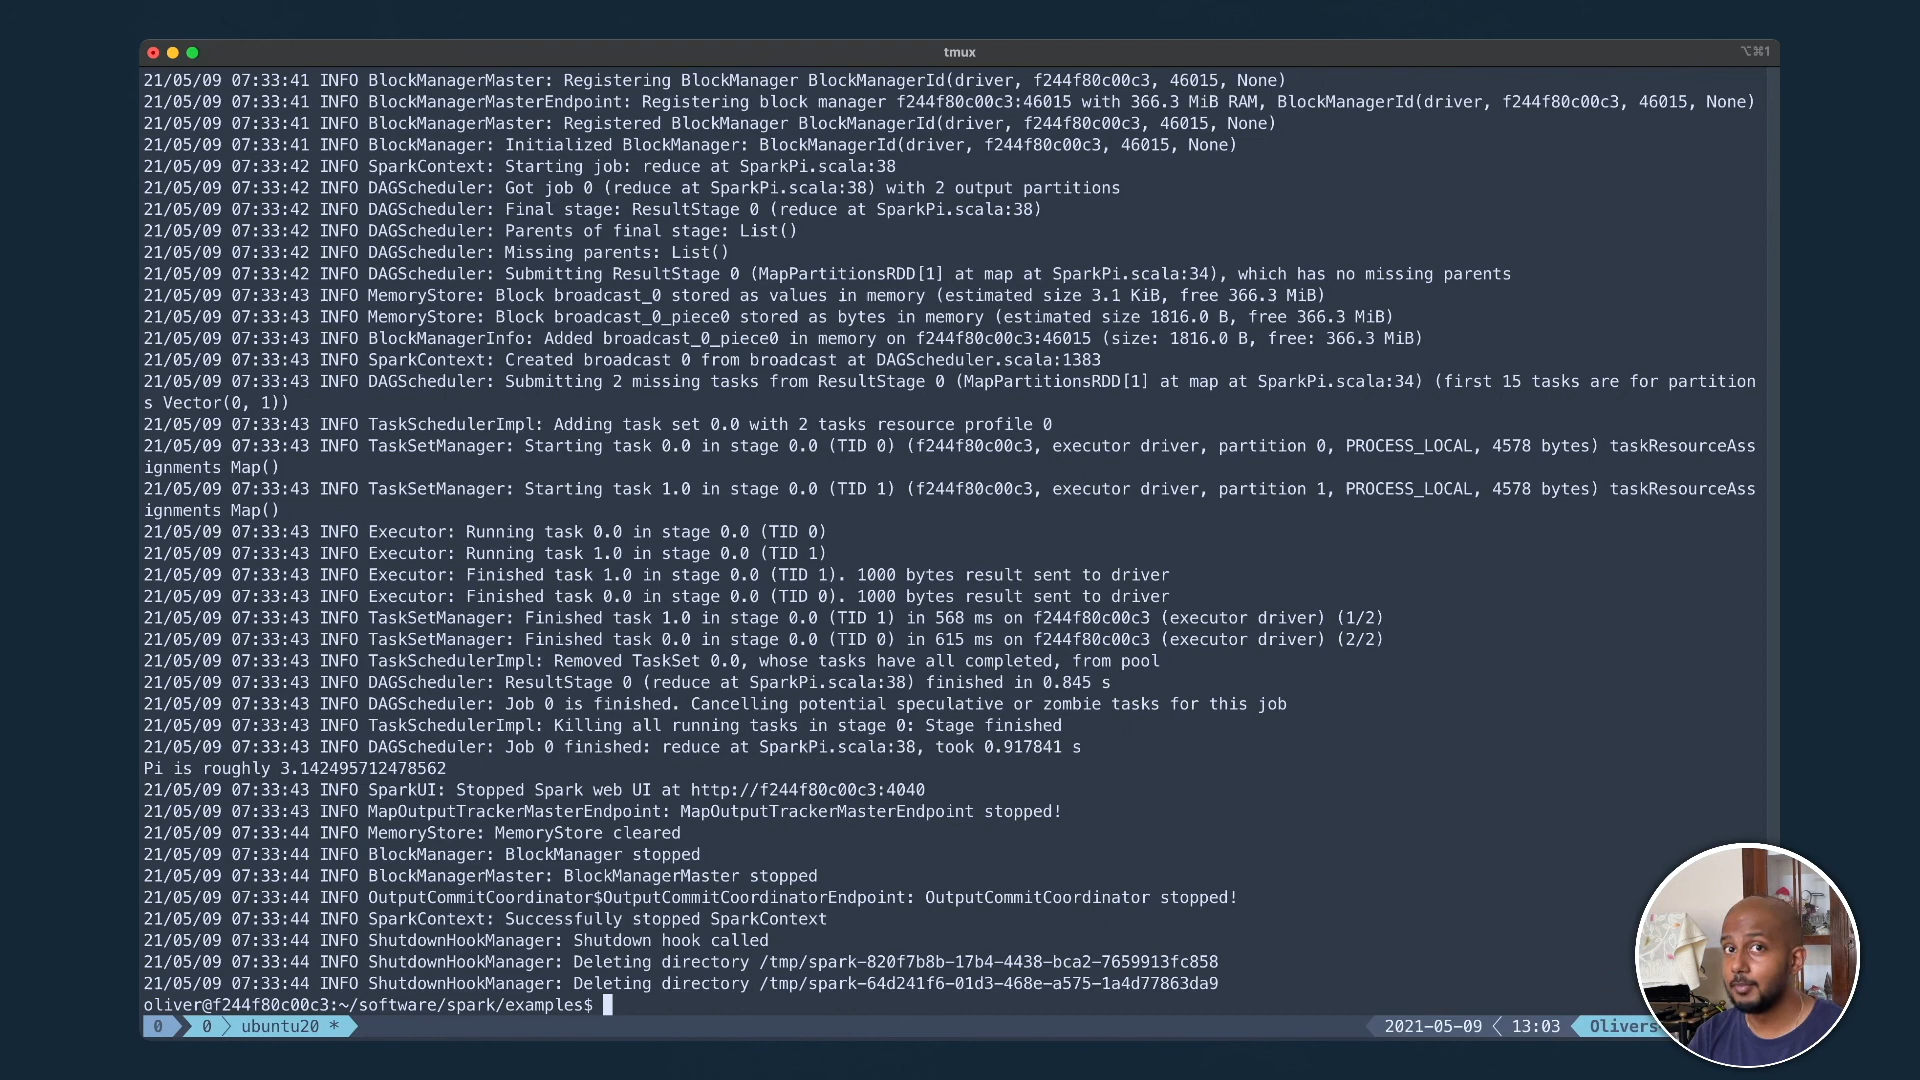 tmux
⌥⌘1
21/05/09 07:33:41 INFO BlockManagerMaster: Registering BlockManager BlockManagerId(driver, f244f80c00c3, 46015, None)
21/05/09 07:33:41 INFO BlockManagerMasterEndpoint: Registering block manager f244f80c00c3:46015 with 366.3 MiB RAM, BlockManagerId(driver, f244f80c00c3, 46015, None)
21/05/09 07:33:41 INFO BlockManagerMaster: Registered BlockManager BlockManagerId(driver, f244f80c00c3, 46015, None)
21/05/09 07:33:41 INFO BlockManager: Initialized BlockManager: BlockManagerId(driver, f244f80c00c3, 46015, None)
21/05/09 07:33:42 INFO SparkContext: Starting job: reduce at SparkPi.scala:38
21/05/09 07:33:42 INFO DAGScheduler: Got job 0 (reduce at SparkPi.scala:38) with 2 output partitions
21/05/09 07:33:42 INFO DAGScheduler: Final stage: ResultStage 0 (reduce at SparkPi.scala:38)
21/05/09 07:33:42 INFO DAGScheduler: Parents of final stage: List()
21/05/09 07:33:42 INFO DAGScheduler: Missing parents: List()
21/05/09 07:33:42 INFO DAGScheduler: Submitting ResultStage 0 (MapPartitionsRDD[1] at map at SparkPi.scala:34), which has no missing parents
21/05/09 07:33:43 INFO MemoryStore: Block broadcast_0 stored as values in memory (estimated size 3.1 KiB, free 366.3 MiB)
21/05/09 07:33:43 INFO MemoryStore: Block broadcast_0_piece0 stored as bytes in memory (estimated size 1816.0 B, free 366.3 MiB)
21/05/09 07:33:43 INFO BlockManagerInfo: Added broadcast_0_piece0 in memory on f244f80c00c3:46015 (size: 1816.0 B, free: 366.3 MiB)
21/05/09 07:33:43 INFO SparkContext: Created broadcast 0 from broadcast at DAGScheduler.scala:1383
21/05/09 07:33:43 INFO DAGScheduler: Submitting 2 missing tasks from ResultStage 0 (MapPartitionsRDD[1] at map at SparkPi.scala:34) (first 15 tasks are for partition
s Vector(0, 1))
21/05/09 07:33:43 INFO TaskSchedulerImpl: Adding task set 0.0 with 2 tasks resource profile 0
21/05/09 07:33:43 INFO TaskSetManager: Starting task 0.0 in stage 0.0 (TID 0) (f244f80c00c3, executor driver, partition 0, PROCESS_LOCAL, 4578 bytes) taskResourceAss
ignments Map()
21/05/09 07:33:43 INFO TaskSetManager: Starting task 1.0 in stage 0.0 (TID 1) (f244f80c00c3, executor driver, partition 1, PROCESS_LOCAL, 4578 bytes) taskResourceAss
ignments Map()
21/05/09 07:33:43 INFO Executor: Running task 0.0 in stage 0.0 (TID 0)
21/05/09 07:33:43 INFO Executor: Running task 1.0 in stage 0.0 (TID 1)
21/05/09 07:33:43 INFO Executor: Finished task 1.0 in stage 0.0 (TID 1). 1000 bytes result sent to driver
21/05/09 07:33:43 INFO Executor: Finished task 0.0 in stage 0.0 (TID 0). 1000 bytes result sent to driver
21/05/09 07:33:43 INFO TaskSetManager: Finished task 1.0 in stage 0.0 (TID 1) in 568 ms on f244f80c00c3 (executor driver) (1/2)
21/05/09 07:33:43 INFO TaskSetManager: Finished task 0.0 in stage 0.0 (TID 0) in 615 ms on f244f80c00c3 (executor driver) (2/2)
21/05/09 07:33:43 INFO TaskSchedulerImpl: Removed TaskSet 0.0, whose tasks have all completed, from pool
21/05/09 07:33:43 INFO DAGScheduler: ResultStage 0 (reduce at SparkPi.scala:38) finished in 0.845 s
21/05/09 07:33:43 INFO DAGScheduler: Job 0 is finished. Cancelling potential speculative or zombie tasks for this job
21/05/09 07:33:43 INFO TaskSchedulerImpl: Killing all running tasks in stage 0: Stage finished
21/05/09 07:33:43 INFO DAGScheduler: Job 0 finished: reduce at SparkPi.scala:38, took 0.917841 s
Pi is roughly 3.142495712478562
21/05/09 07:33:43 INFO SparkUI: Stopped Spark web UI at http://f244f80c00c3:4040
21/05/09 07:33:43 INFO MapOutputTrackerMasterEndpoint: MapOutputTrackerMasterEndpoint stopped!
21/05/09 07:33:44 INFO MemoryStore: MemoryStore cleared
21/05/09 07:33:44 INFO BlockManager: BlockManager stopped
21/05/09 07:33:44 INFO BlockManagerMaster: BlockManagerMaster stopped
21/05/09 07:33:44 INFO OutputCommitCoordinator$OutputCommitCoordinatorEndpoint: OutputCommitCoordinator stopped!
21/05/09 07:33:44 INFO SparkContext: Successfully stopped SparkContext
21/05/09 07:33:44 INFO ShutdownHookManager: Shutdown hook called
21/05/09 07:33:44 INFO ShutdownHookManager: Deleting directory /tmp/spark-820f7b8b-17b4-4438-bca2-7659913fc858
21/05/09 07:33:44 INFO ShutdownHookManager: Deleting directory /tmp/spark-64d241f6-01d3-468e-a575-1a4d77863da9
oliver@f244f80c00c3:~/software/spark/examples$
0 0 ubuntu20 * 2021-05-09 13:03 Olivers